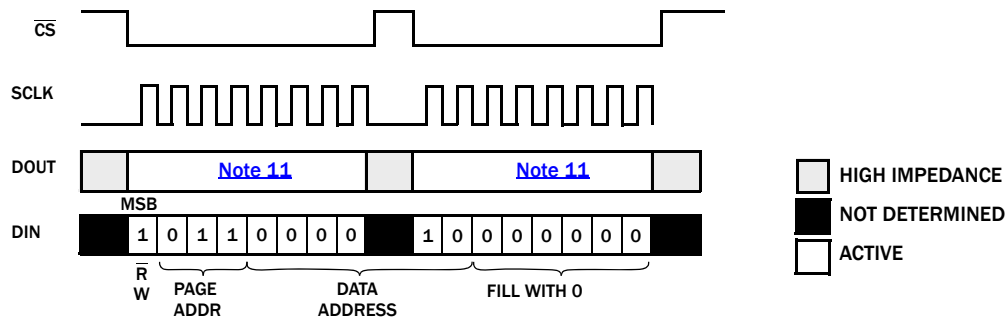 CS
SCLK
DOUT Note 11 Note 11
MSB
DIN 1 0 1 1 0 0 0 0 1 0 0 0 0 0 0 0
R
W
PAGE
ADDR
DATA
ADDRESS
FILL WITH 0
HIGH IMPEDANCE
NOT DETERMINED
ACTIVE